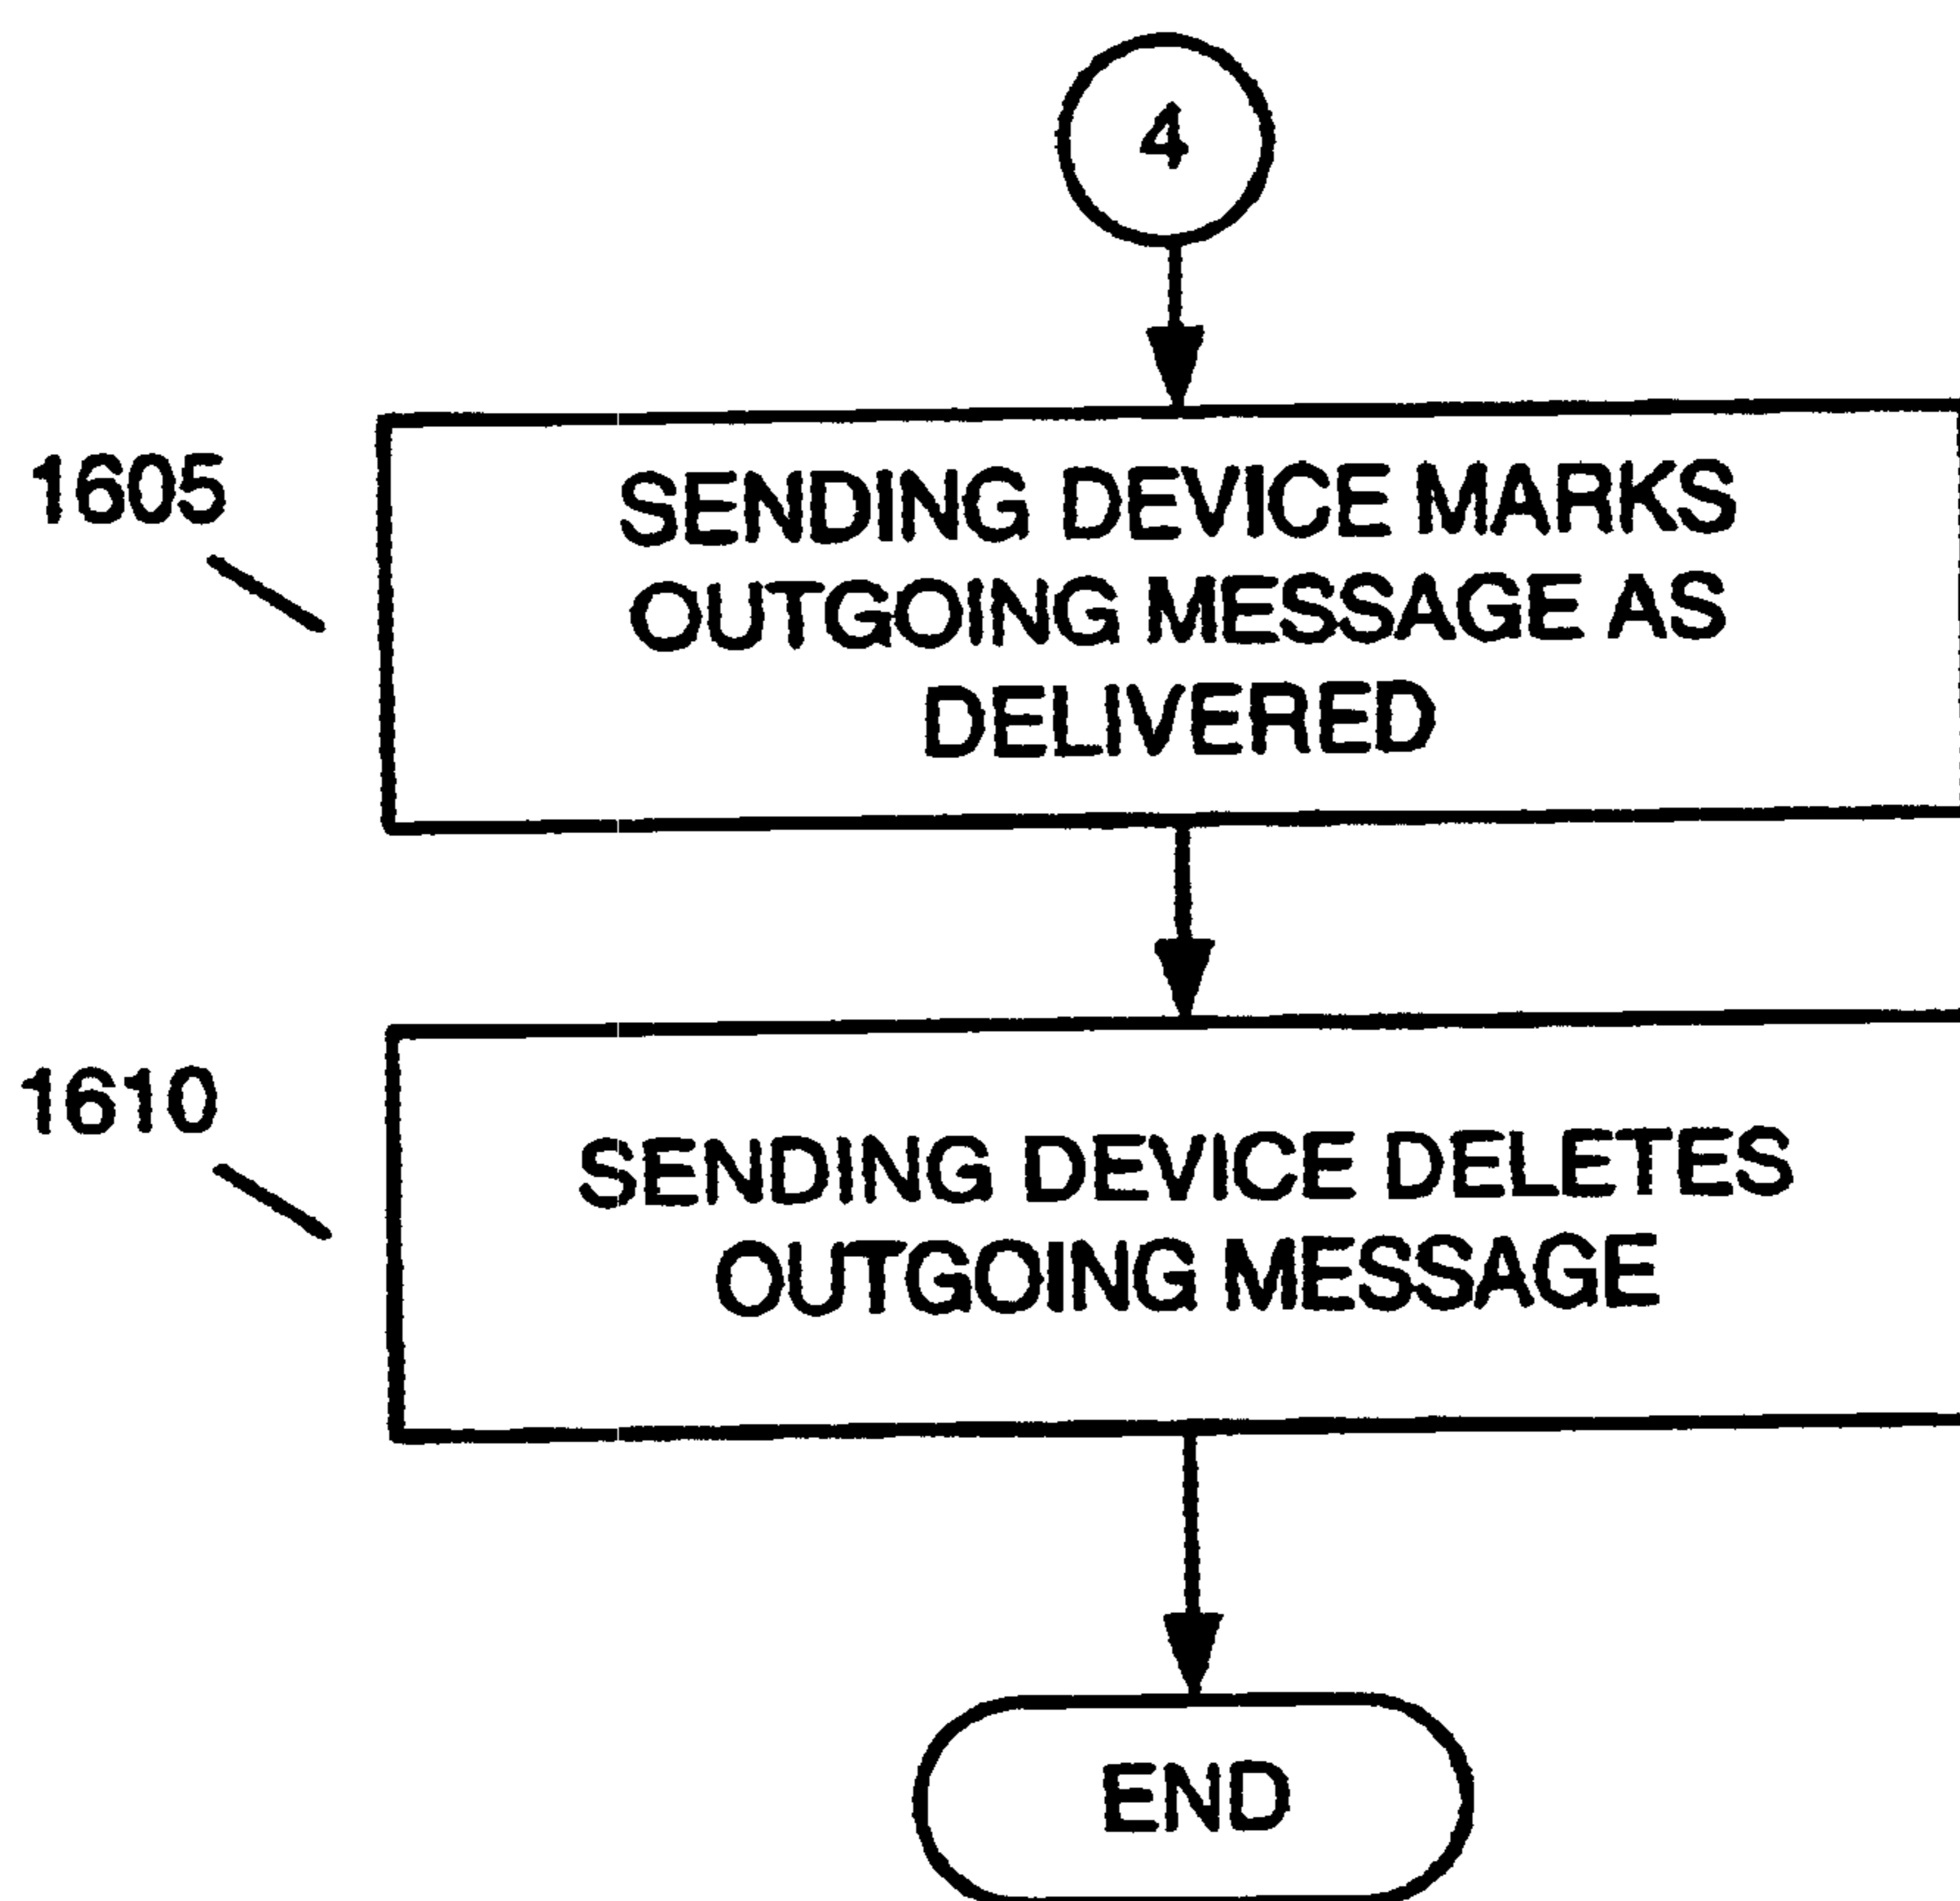 4
1605
SENDING DEVICE MARKS
OUTGOING MESSAGE AS
DELIVERED
1610
SENDING DEVICE DELETES
OUTGOING MESSAGE
END